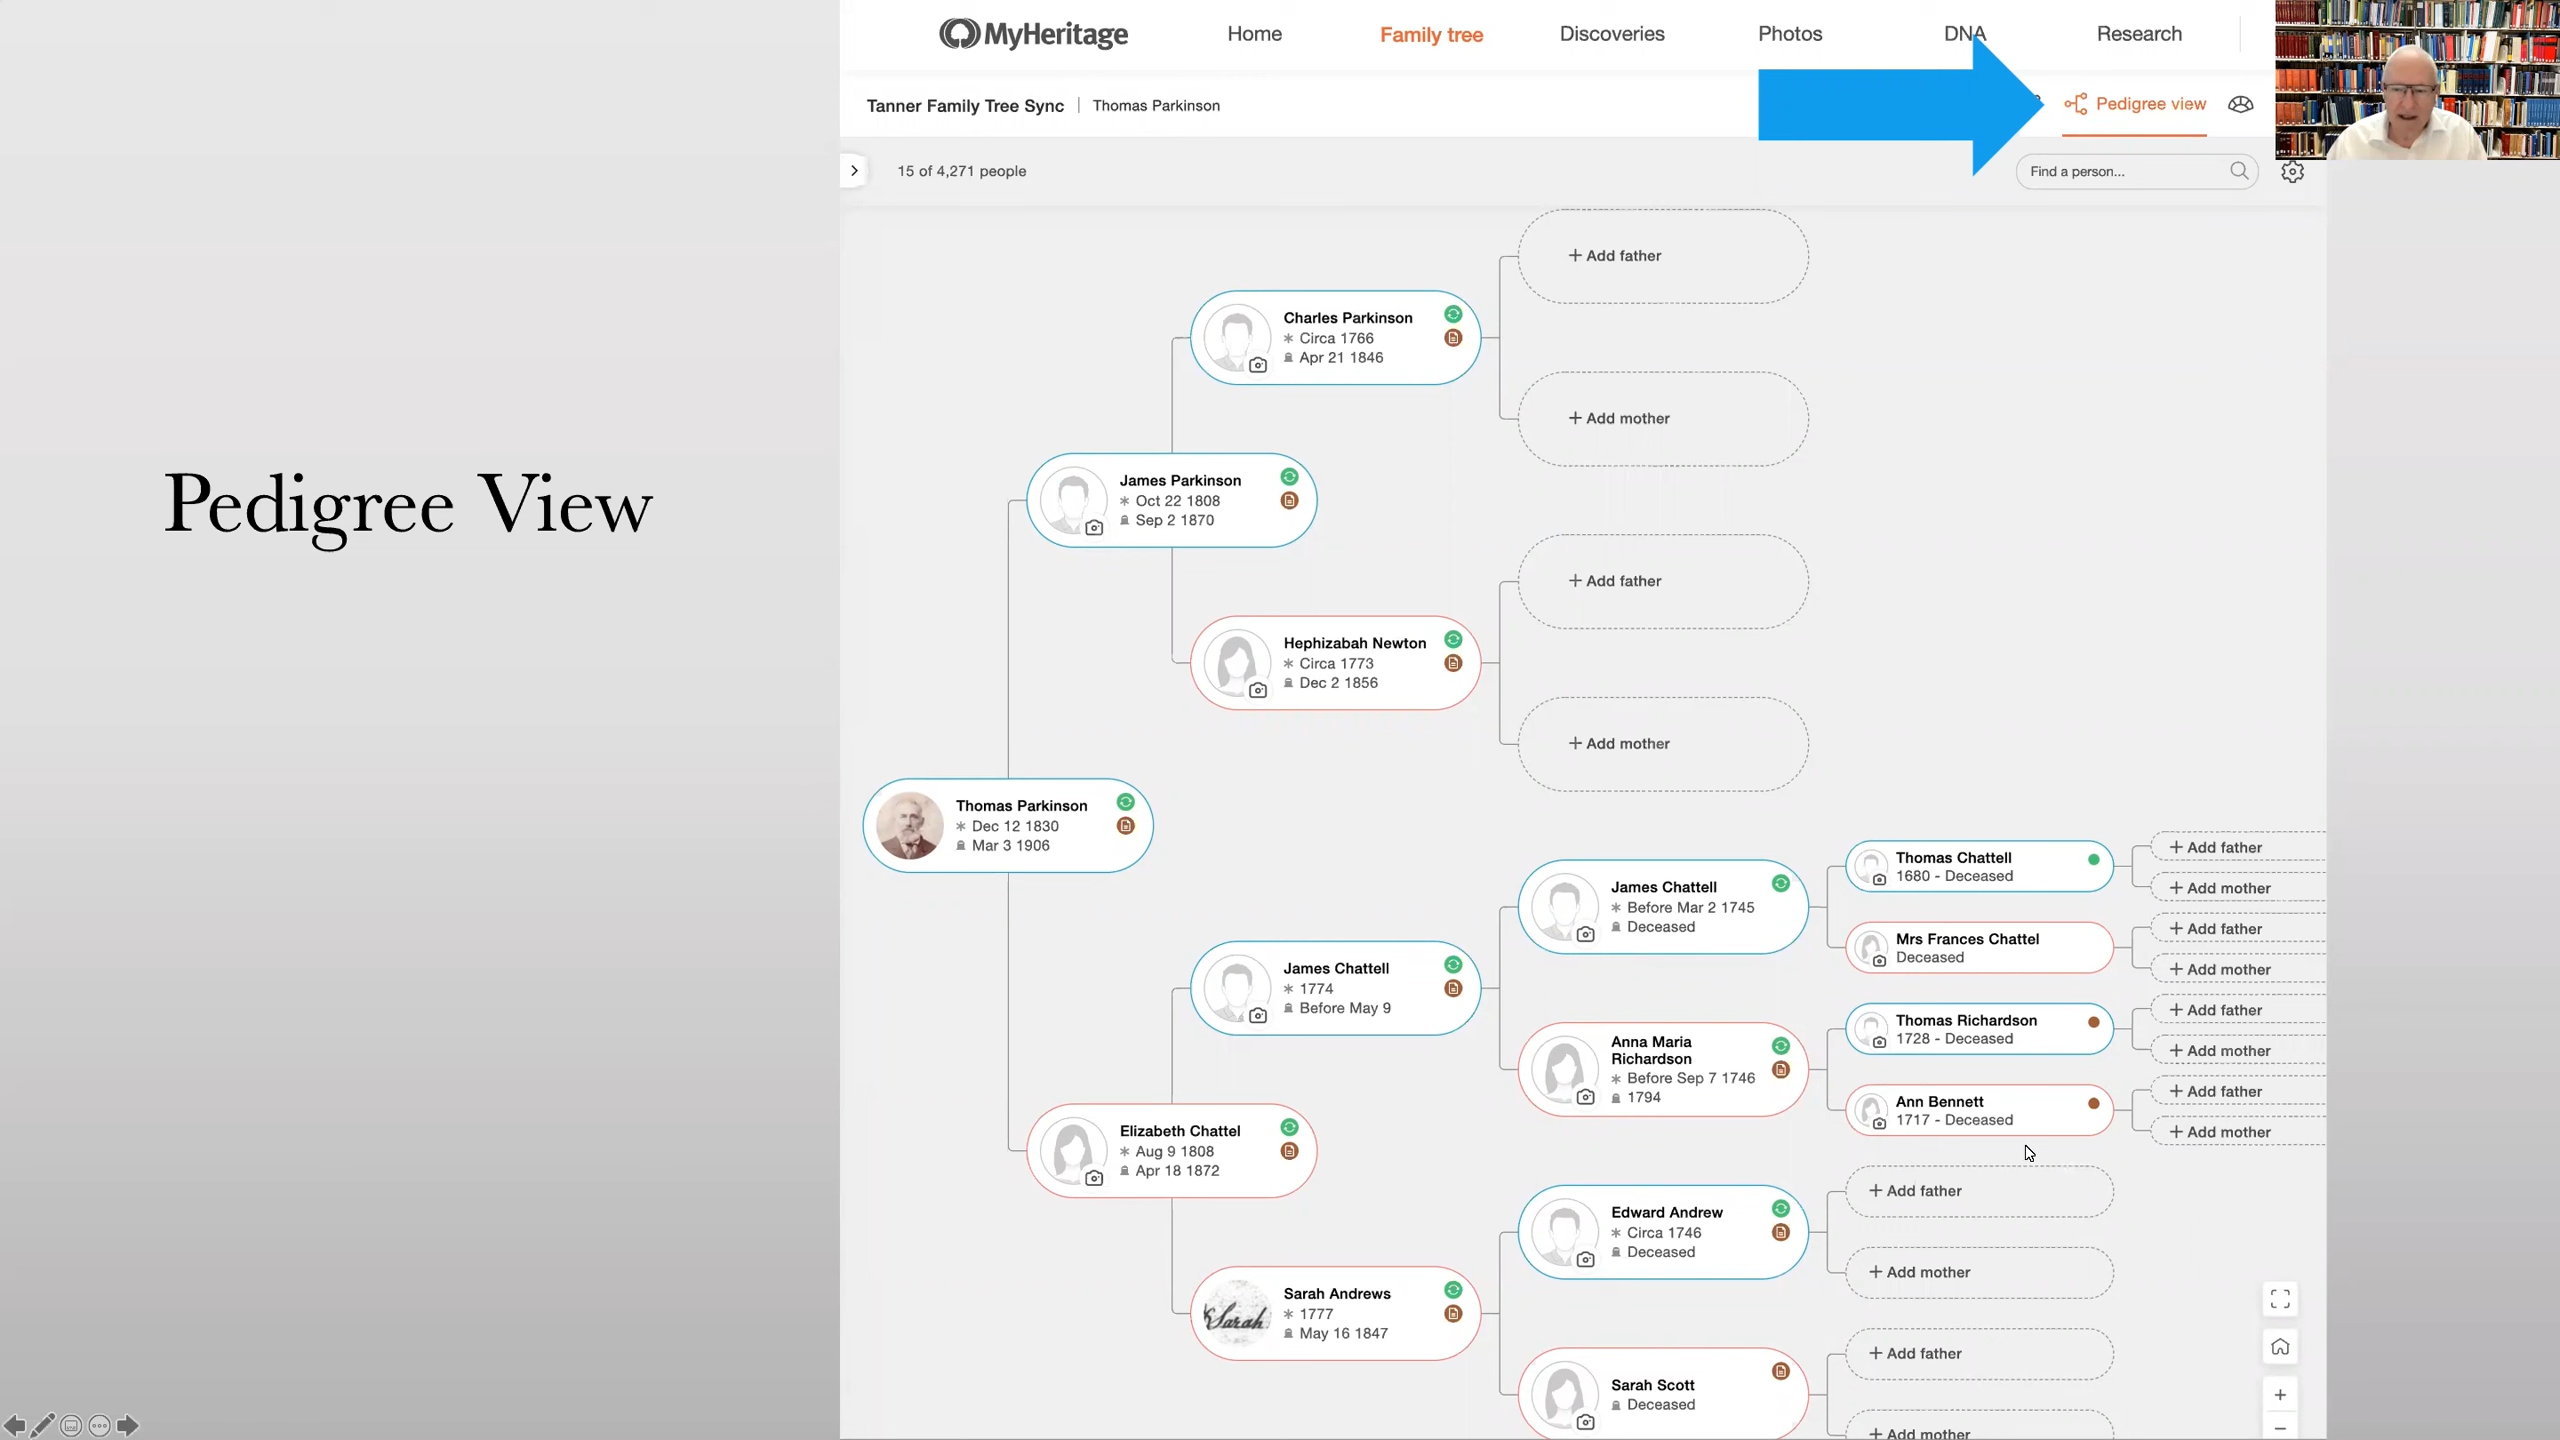 MyHeritage
Home
Family tree
Discoveries
Photos
DNA
Research
Tanner Family Tree Sync | Thomas Parkinson
Pedigree view
15 of 4,271 people
Find a person...
Pedigree View
+ Add father
Charles Parkinson
Circa 1766
Apr 21 1846
+ Add mother
James Parkinson
Oct 22 1808
Sep 2 1870
+ Add father
Hephizabah Newton
Circa 1773
Dec 2 1856
+ Add mother
Thomas Parkinson
Dec 12 1830
Mar 3 1906
Thomas Chattell
1680 - Deceased
+ Add father
+ Add mother
James Chattell
Before Mar 2 1745
Deceased
Mrs Frances Chattel
Deceased
+ Add father
+ Add mother
James Chattell
1774
Before May 9
Thomas Richardson
1728 - Deceased
+ Add father
+ Add mother
Anna Maria
Richardson
Before Sep 7 1746
1794
Ann Bennett
1717 - Deceased
+ Add father
+ Add mother
Elizabeth Chattel
Aug 9 1808
Apr 18 1872
Edward Andrew
Circa 1746
Deceased
+ Add father
+ Add mother
Sarah
Sarah Andrews
1777
May 16 1847
Sarah Scott
Deceased
+ Add father
+ Add mother